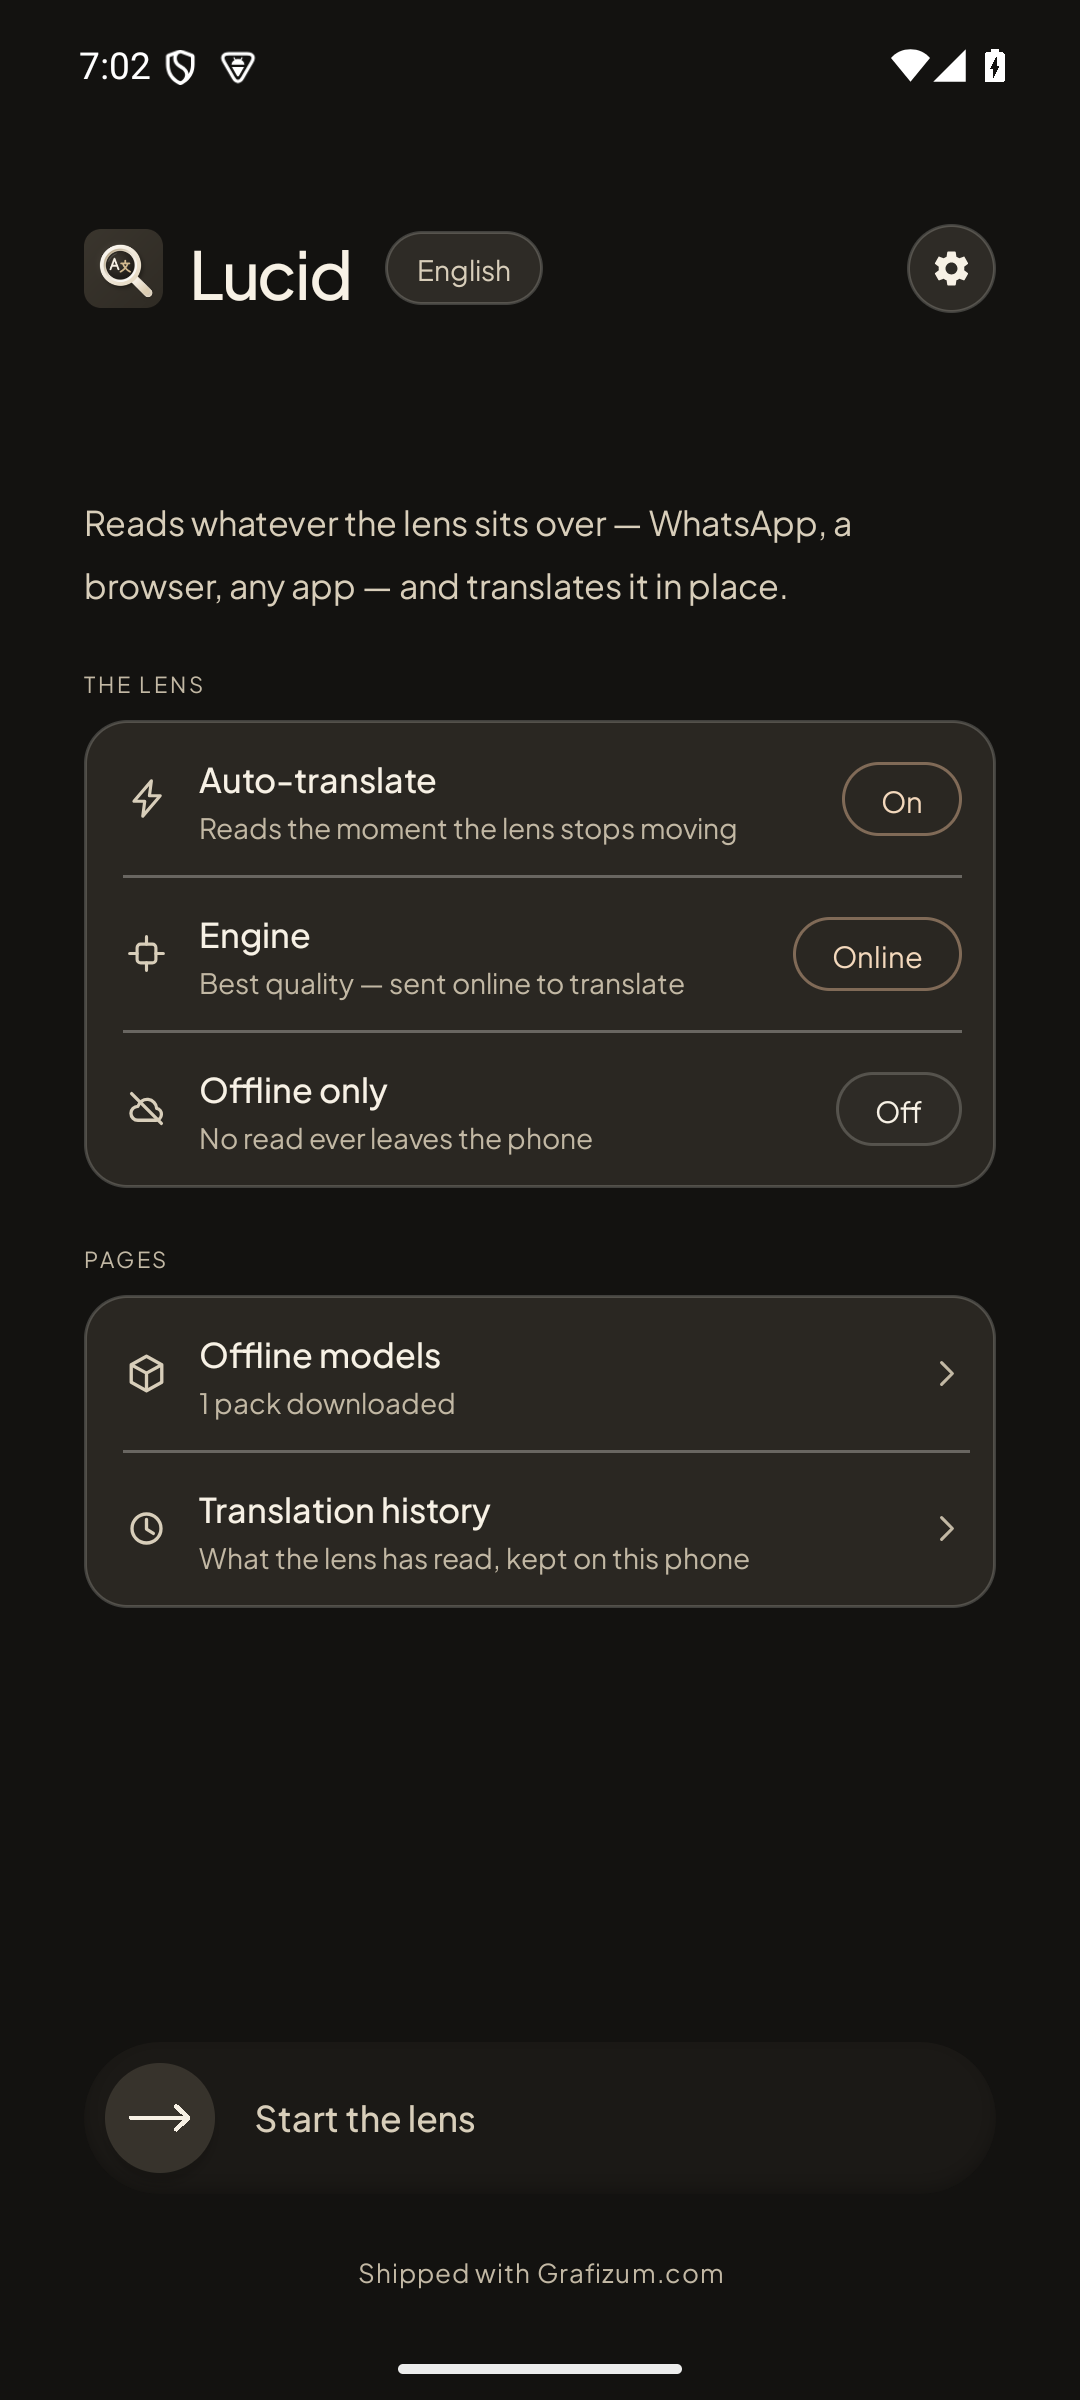 7:02
Lucid
English
Reads whatever the lens sits over — WhatsApp, a
browser, any app — and translates it in place.
THE LENS
Auto-translate
On
Reads the moment the lens stops moving
Engine
Online
Best quality — sent online to translate
Offline only
Off
No read ever leaves the phone
PAGES
Offline models
1 pack downloaded
Translation history
What the lens has read, kept on this phone
Start the lens
Shipped with Grafizum.com